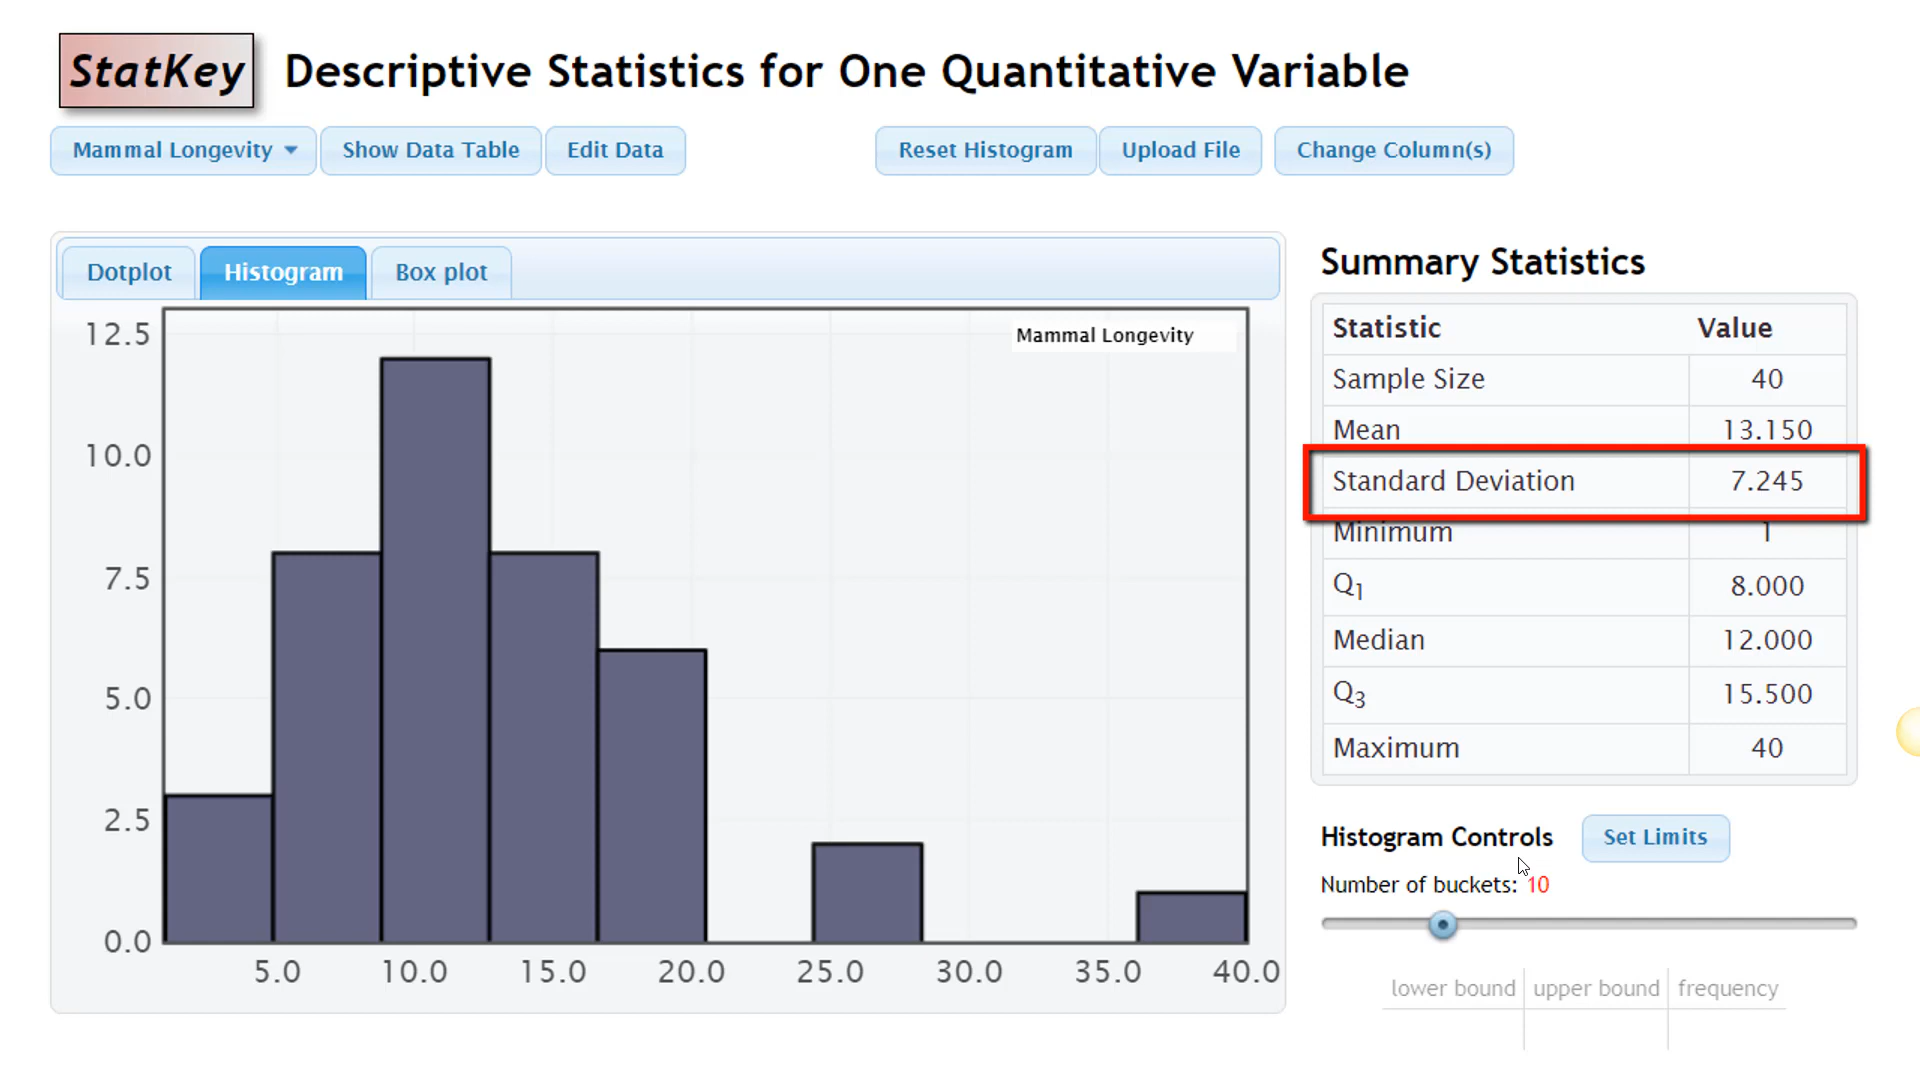 StatKey Descriptive Statistics for One Quantitative Variable
Mammal Longevity Show Data Table Edit Data Reset Histogram Upload File Change Column(s)
Dotplot Histogram Box plot
Mammal Longevity
12.5
10.0
7.5
5.0
2.5
0.0
5.0 10.0 15.0 20.0 25.0 30.0 35.0 40.0
Summary Statistics
Statistic Value
Sample Size 40
Mean 13.150
Standard Deviation 7.245
Minimum 1
Q1 8.000
Median 12.000
Q3 15.500
Maximum 40
Histogram Controls Set Limits
Number of buckets: 10
lower bound upper bound frequency